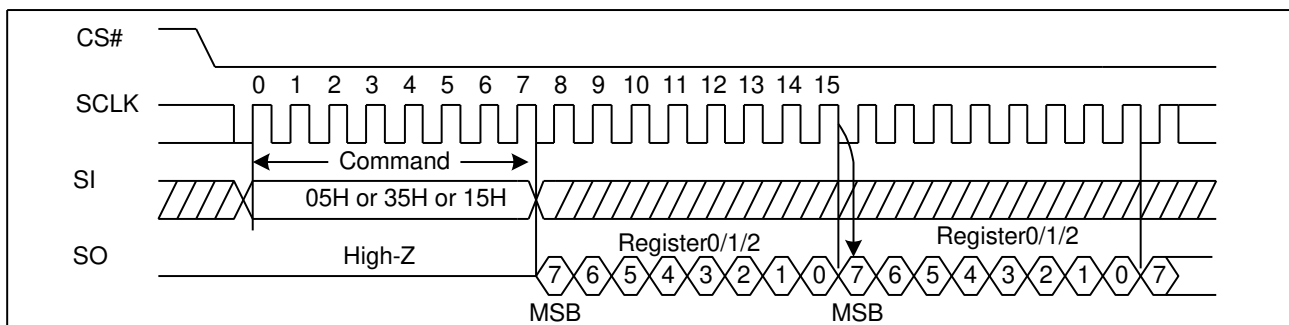 CS#
0 1 2 3 4 5 6 7 8 9 10 11 12 13 14 15
SCLK
Command
SI
05H or 35H or 15H
Register0/1/2 Register0/1/2
SO
High-Z
7 6 5 4 3 2 1 0 7 6 5 4 3 2 1 0 7
MSB MSB